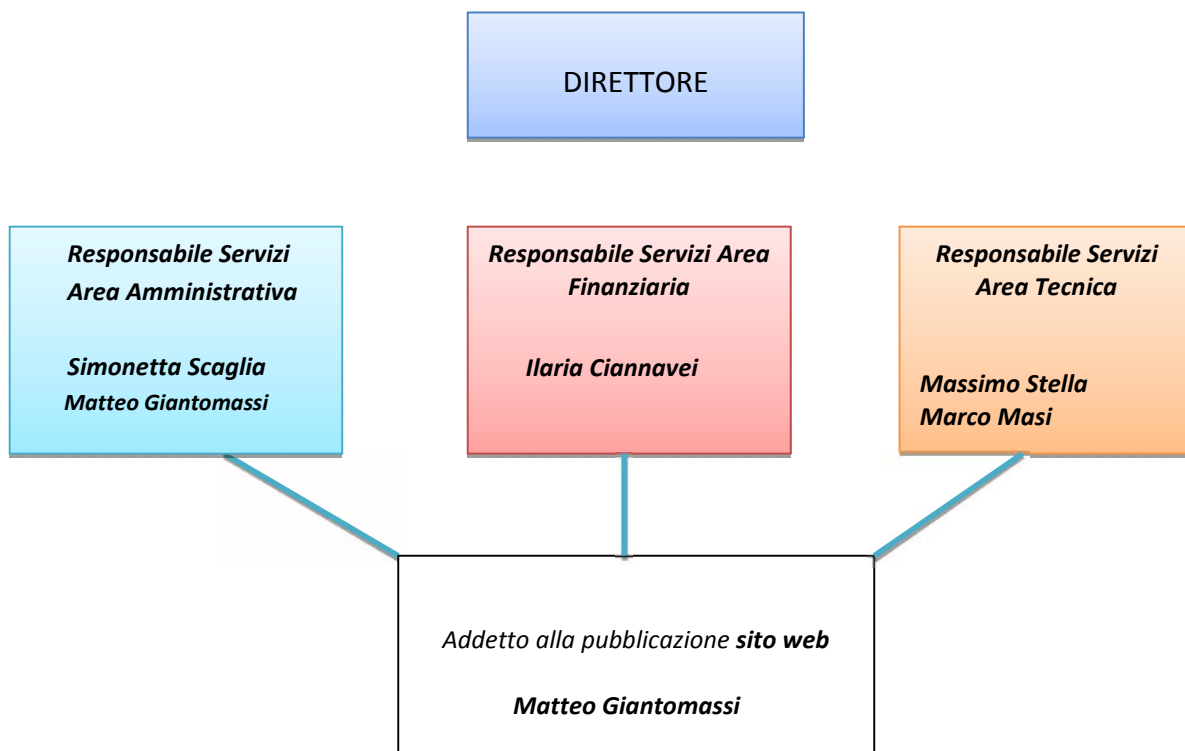 DIRETTORE
Responsabile Servizi
Area Amministrativa
Simonetta Scaglia
Matteo Giantomassi
Responsabile Servizi Area
Finanziaria
Ilaria Ciannavei
Responsabile Servizi
Area Tecnica
Massimo Stella
Marco Masi
Addetto alla pubblicazione sito web
Matteo Giantomassi